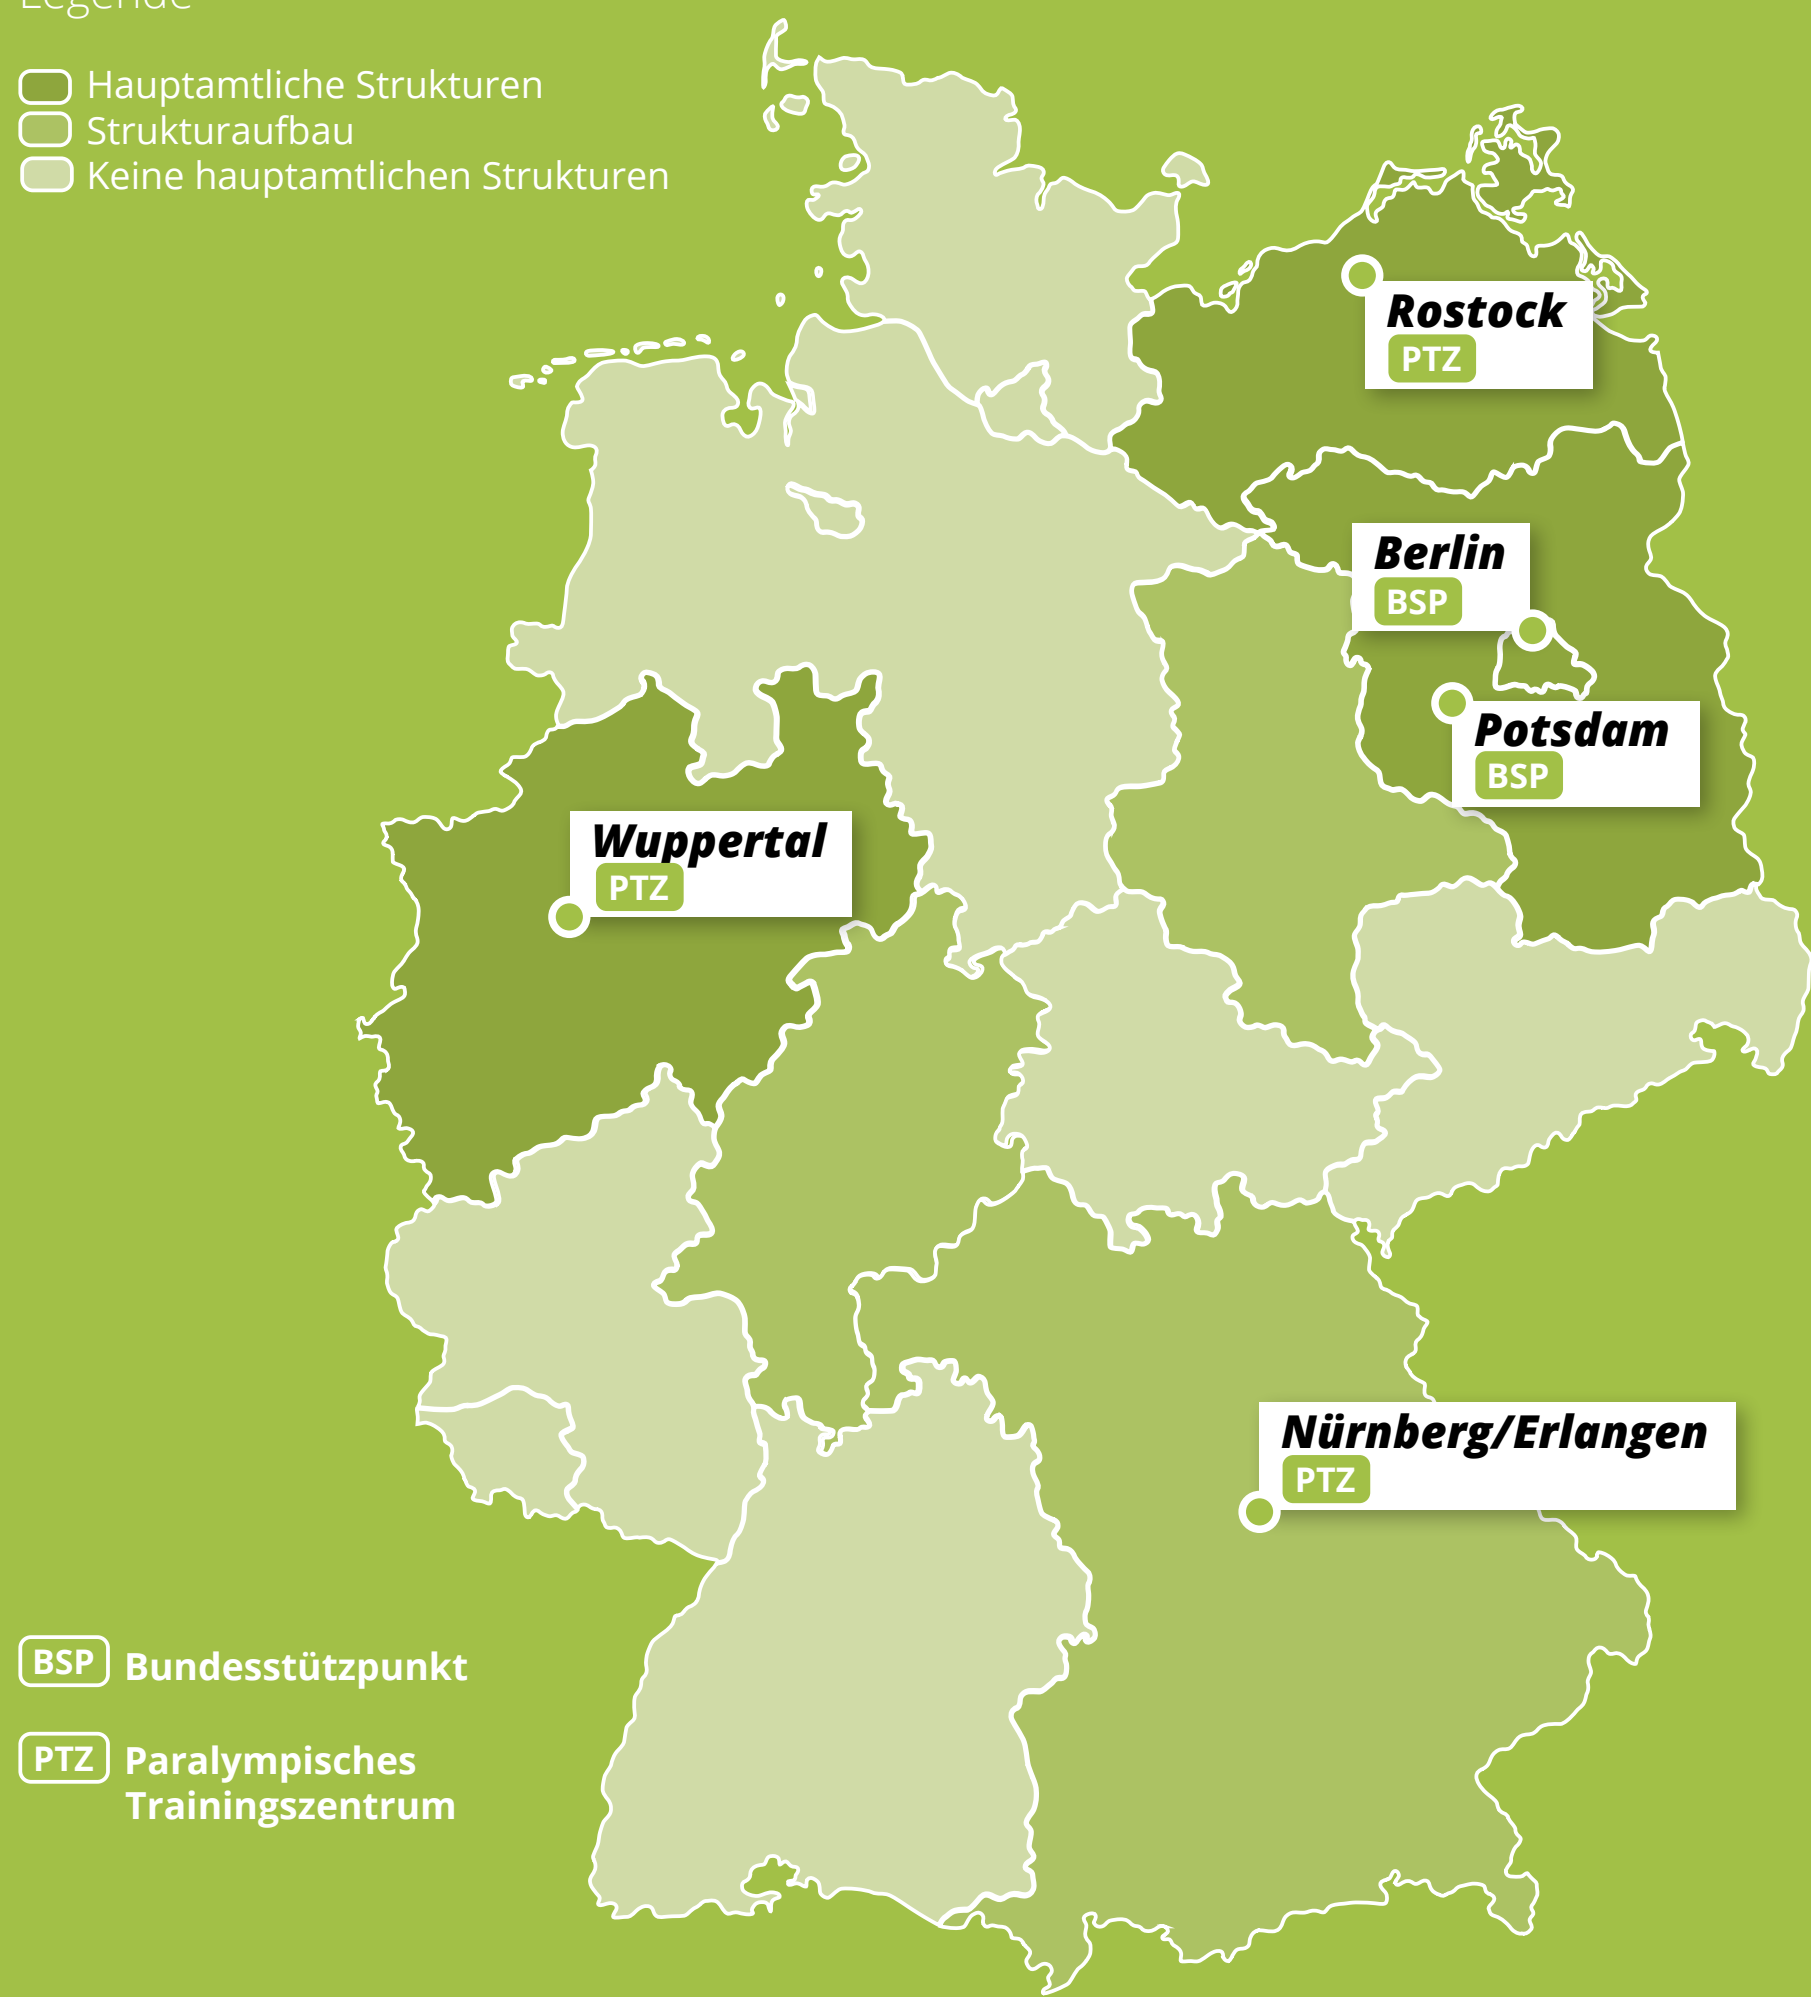 Legende
Hauptamtliche Strukturen
Strukturaufbau
Keine hauptamtlichen Strukturen
Rostock
PTZ
Berlin
BSP
Potsdam
BSP
Wuppertal
PTZ
Nürnberg/Erlangen
PTZ
BSP Bundesstützpunkt
PTZ Paralympisches
Trainingszentrum